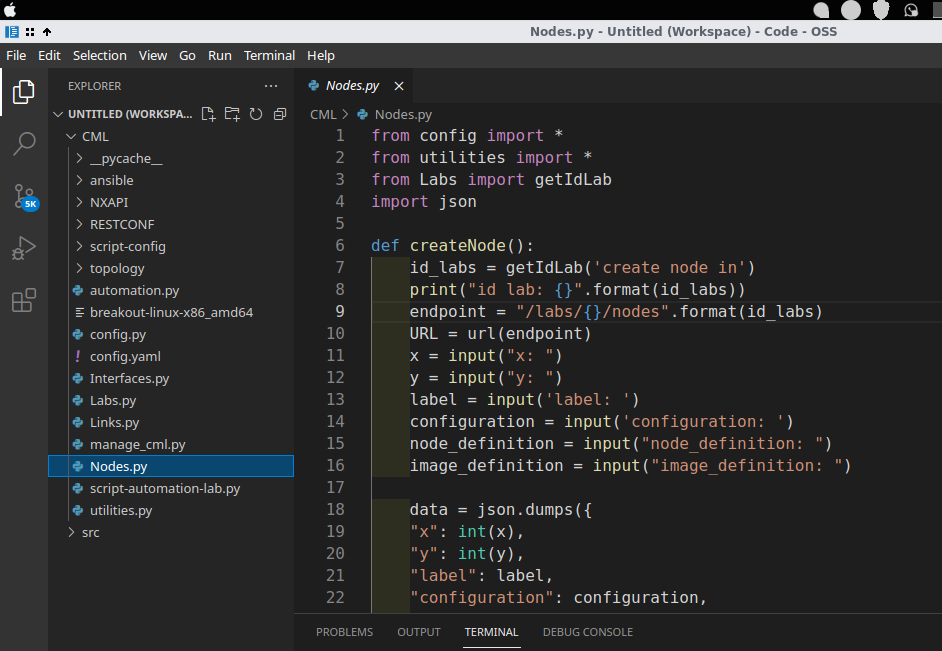 Nodes.py - Untitled (Workspace) - Code - OSS
File Edit Selection View Go Run Terminal Help
EXPLORER ···
UNTITLED (WORKSPA...
CML
__pycache__
ansible
NXAPI
RESTCONF
script-config
topology
automation.py
breakout-linux-x86_amd64
config.py
! config.yaml
Interfaces.py
Labs.py
Links.py
manage_cml.py
Nodes.py
script-automation-lab.py
utilities.py
src
5K
Nodes.py
CML > Nodes.py
1 from config import *
2 from utilities import *
3 from Labs import getIdLab
4 import json
5
6 def createNode():
7 id_labs = getIdLab('create node in')
8 print("id lab: {}".format(id_labs))
9 endpoint = "/labs/{}/nodes".format(id_labs)
10 URL = url(endpoint)
11 x = input("x: ")
12 y = input("y: ")
13 label = input('label: ')
14 configuration = input('configuration: ')
15 node_definition = input("node_definition: ")
16 image_definition = input("image_definition: ")
17
18 data = json.dumps({
19 "x": int(x),
20 "y": int(y),
21 "label": label,
22 "configuration": configuration,
PROBLEMS OUTPUT TERMINAL DEBUG CONSOLE